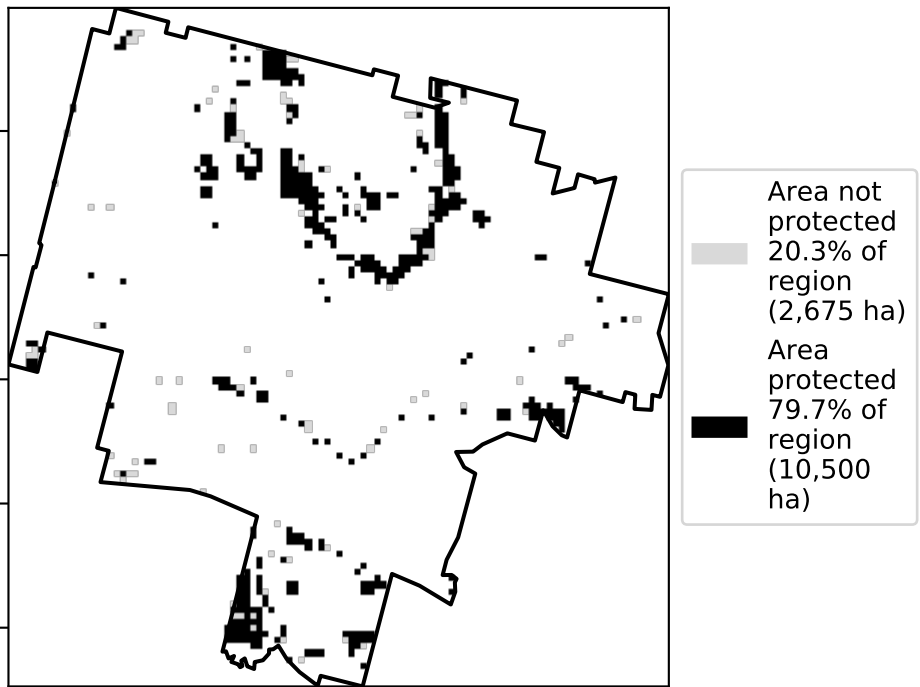 Area not
protected
20.3% of
region
(2,675 ha)
Area
protected
79.7% of
region
(10,500
ha)